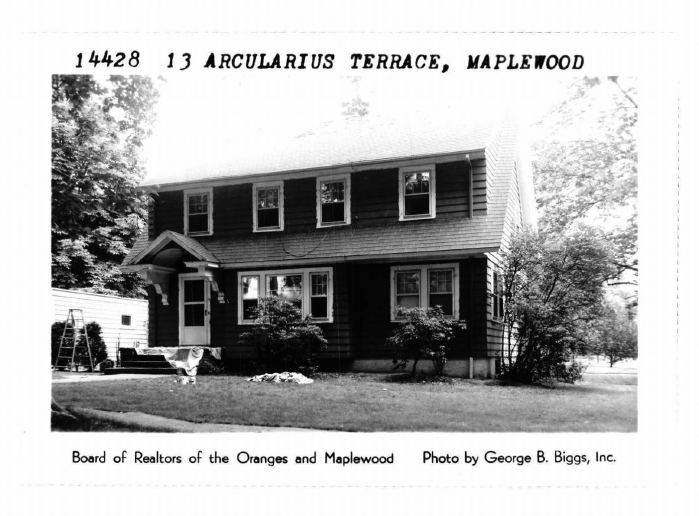 14428 13 ARCULARIUS TERRACE, MAPLEWOOD
Board of Realtors of the Oranges and Maplewood Photo by George B. Biggs, Inc.